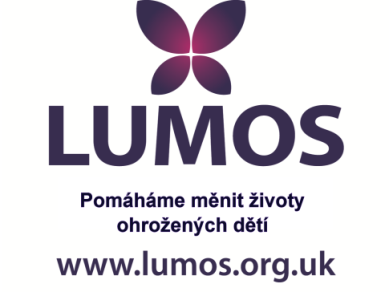 LUMOS
Pomáháme měnit životy
ohrožených dětí
www.lumos.org.uk